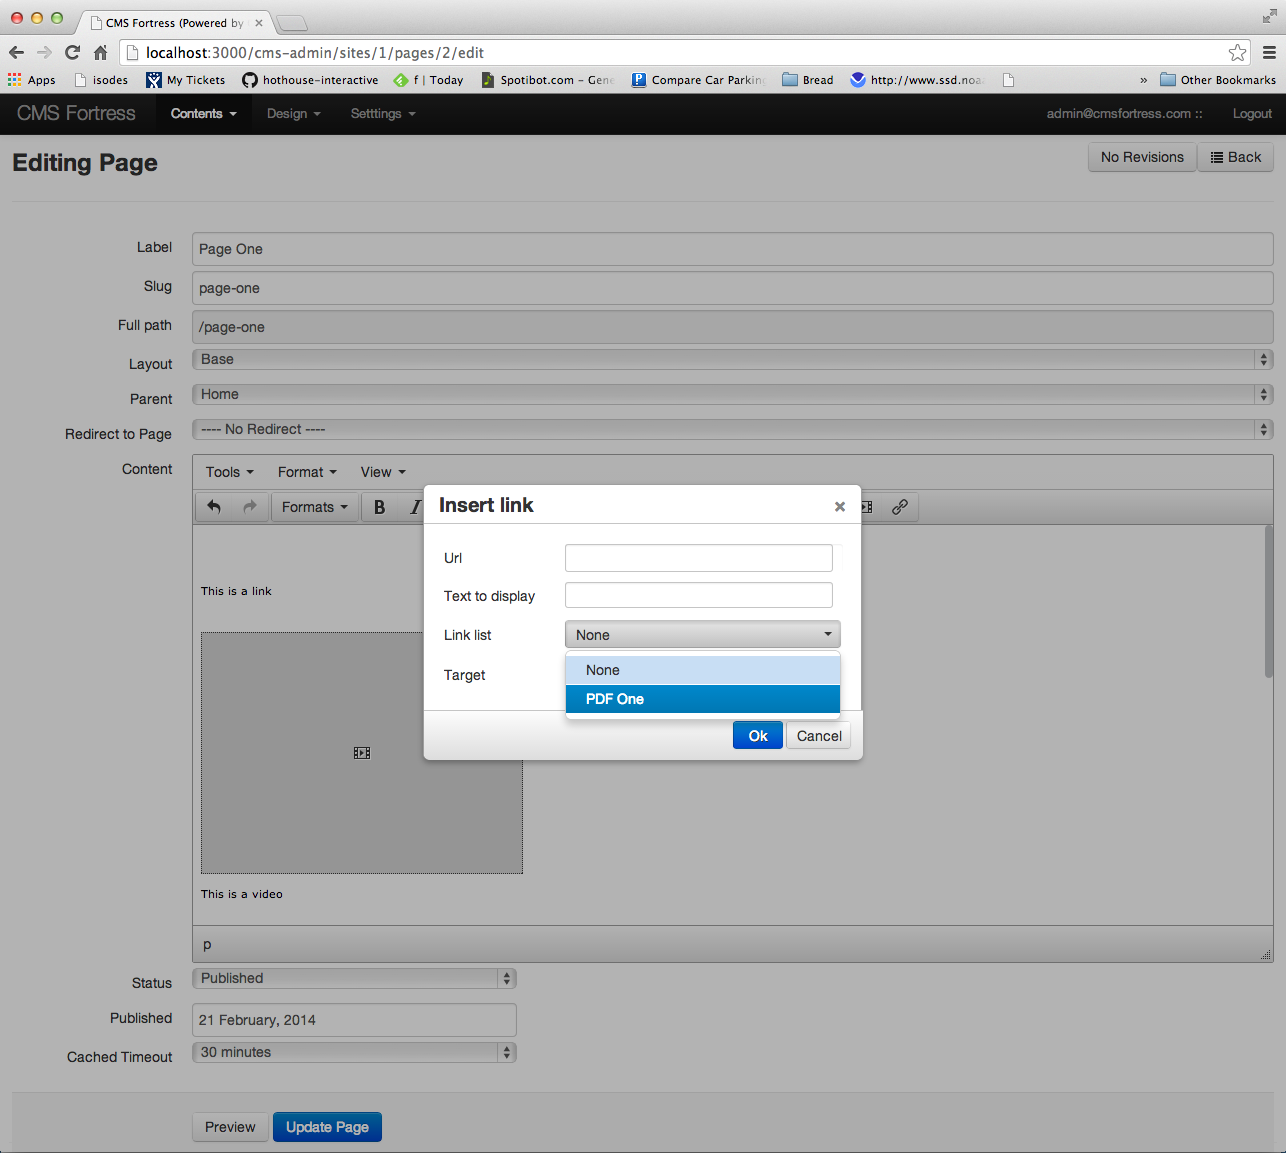 CMS Fortress (Powered by
localhost:3000/cms-admin/sites/1/pages/2/edit
Apps isodes My Tickets hothouse-interactive f | Today Spotibot.com – Gene Compare Car Parking Bread http://www.ssd.noaa » Other Bookmarks
CMS Fortress Contents Design Setttings admin@cmsfortress.com :: Logout
Editing Page
No Revisions Back
Label Page One
Slug page-one
Full path /page-one
Layout Base
Parent Home
Redirect to Page ---- No Redirect ----
Content Tools Format View
Formats B I
Insert link ×
Url
Text to display
Link list None
None
PDF One
Target
Ok Cancel
This is a link
This is a video
p
Status Published
Published 21 February, 2014
Cached Timeout 30 minutes
Preview Update Page